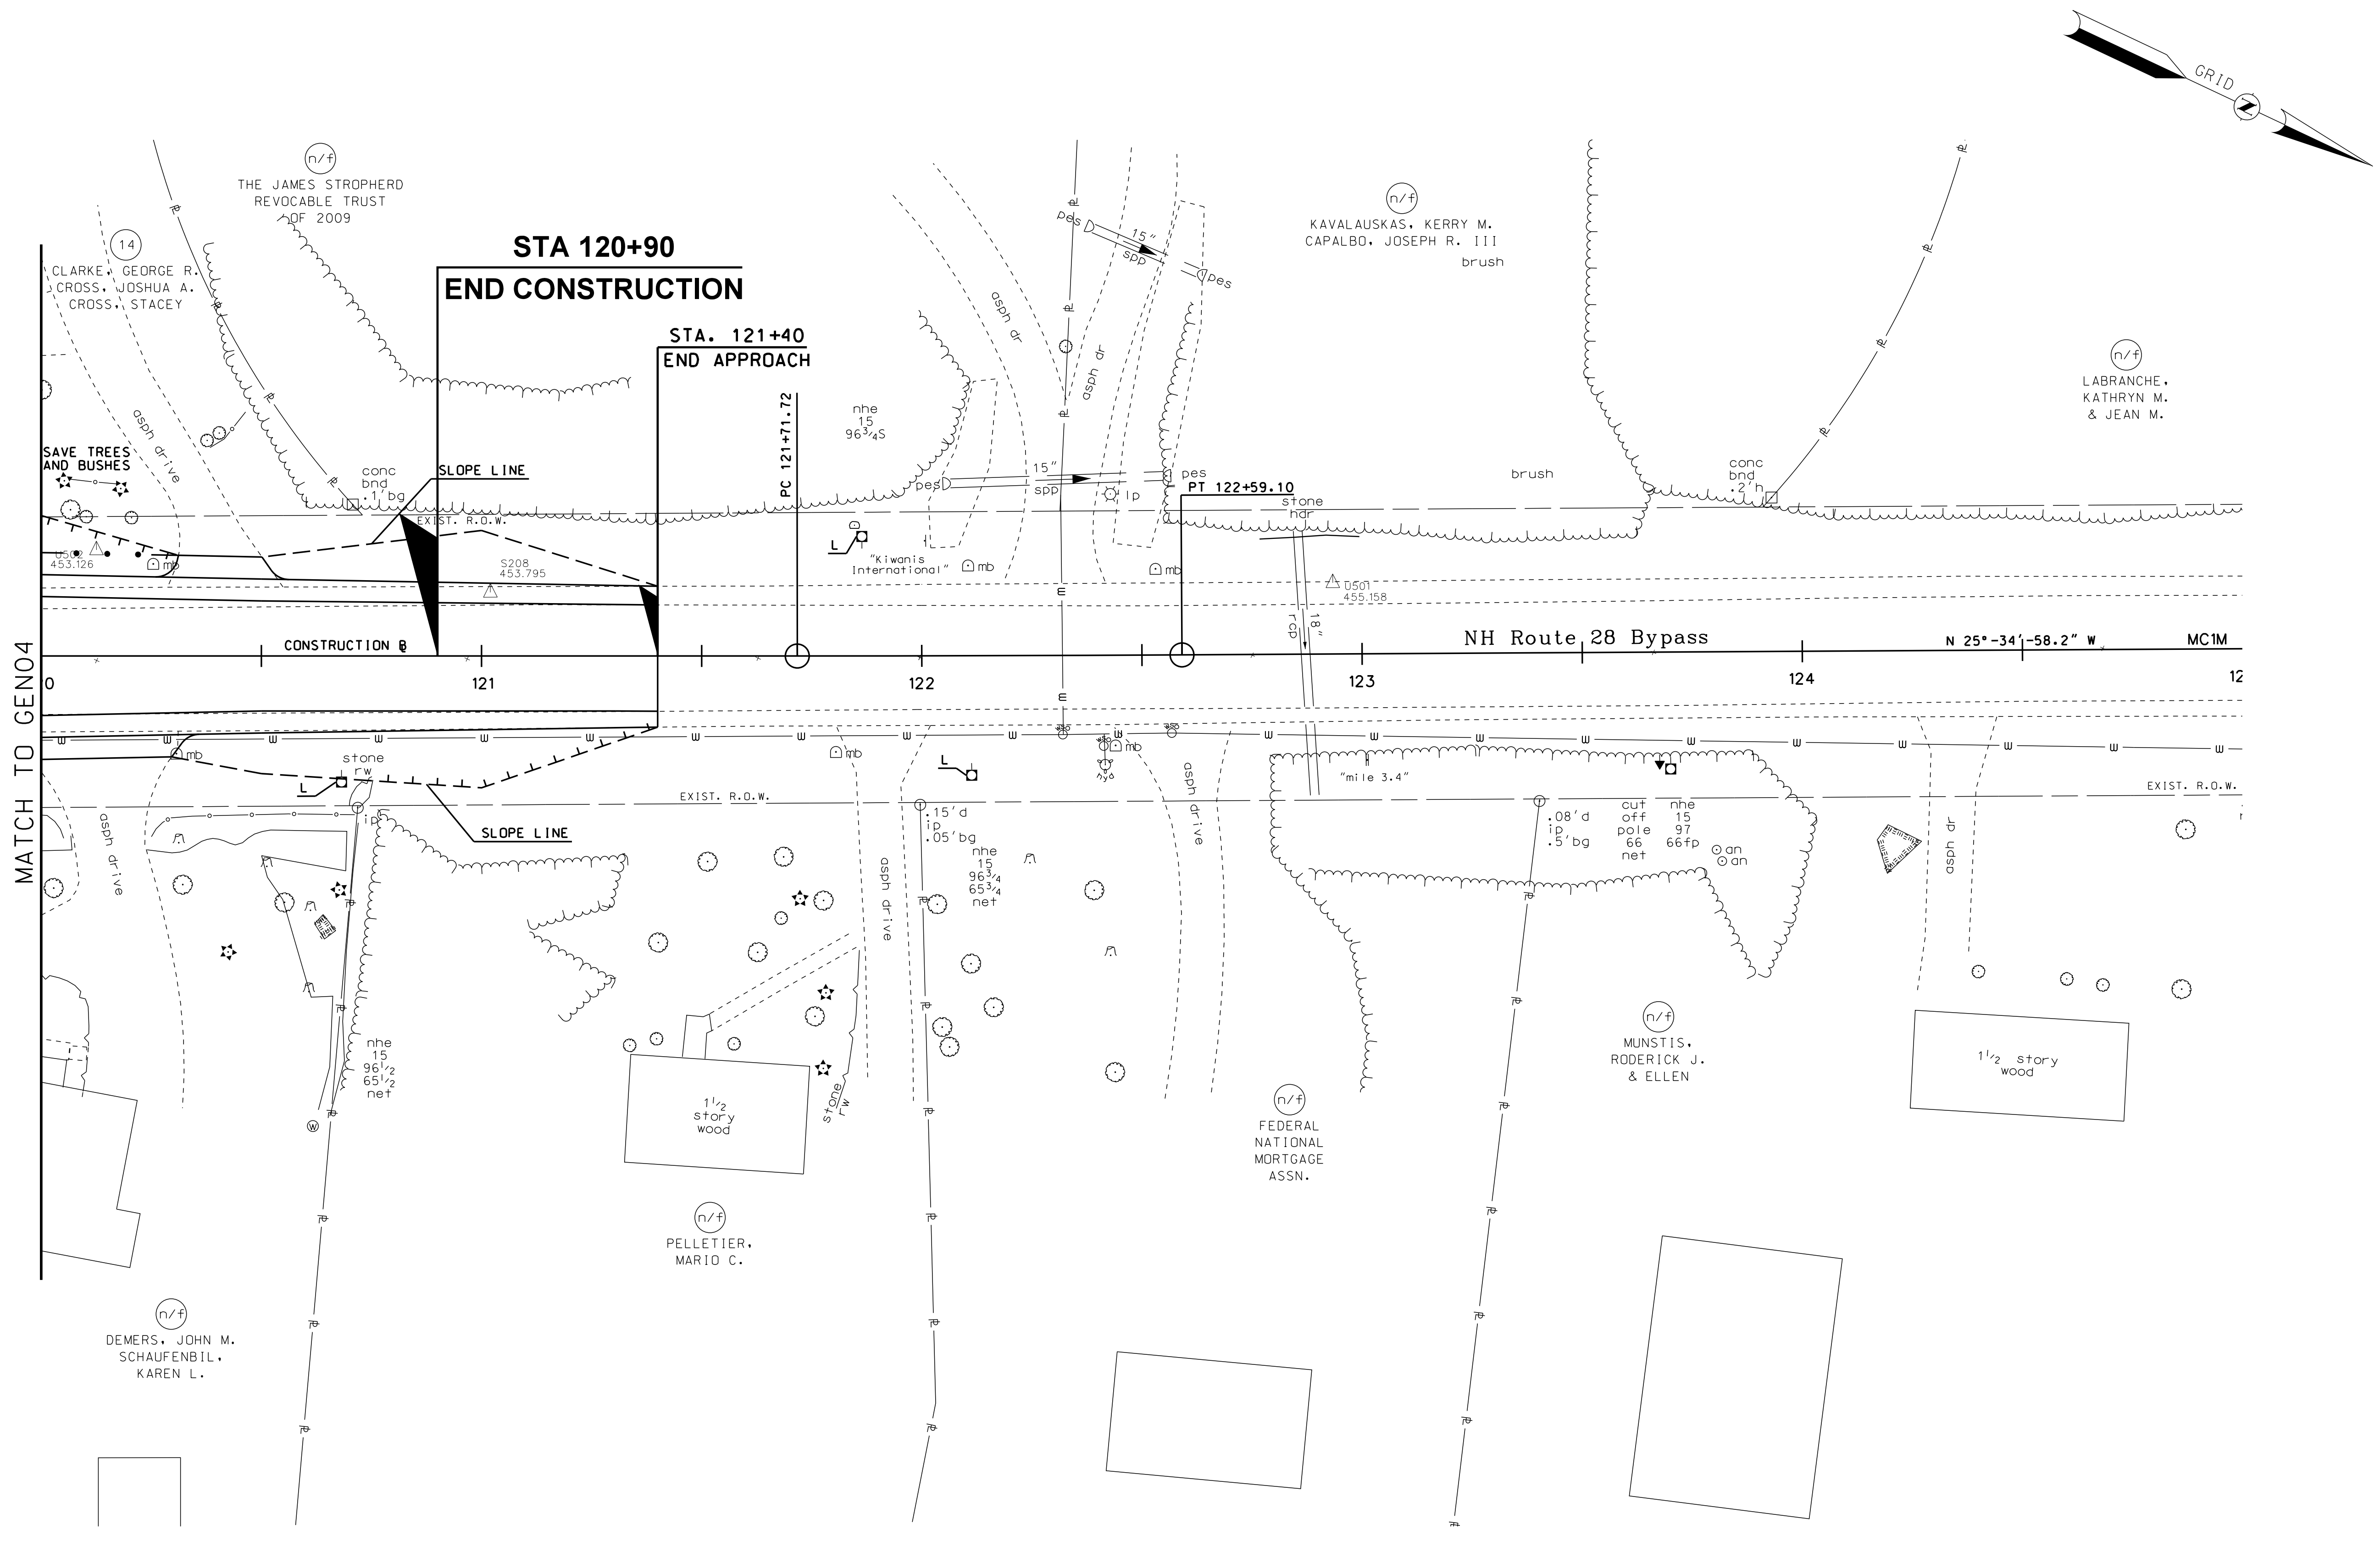 GRID
N
n/f
THE JAMES STROPHERD
REVOCABLE TRUST
OF 2009
14
CLARKE, GEORGE R.
CROSS, JOSHUA A.
CROSS, STACEY
STA 120+90
END CONSTRUCTION
STA. 121+40
END APPROACH
PC 121+71.72
nhe
15
96 3/4S
asph dr
asph dr
pes
15"
spp
pes
n/f
KAVALAUSKAS, KERRY M.
CAPALBO, JOSEPH R. III
brush
n/f
LABRANCHE,
KATHRYN M.
& JEAN M.
asph drive
SAVE TREES
AND BUSHES
conc
bnd
.1'bg
SLOPE LINE
EXIST. R.O.W.
pes
15"
spp
pes
lp
PT 122+59.10
stone
hdr
brush
conc
bnd
.2'h
U502
453.126
mb
S208
453.795
L
"Kiwanis
International"
mb
mb
U501
455.158
18"
rcp
MATCH TO GEN04
CONSTRUCTION BL
NH Route 28 Bypass
N 25°-34'-58.2" W
MC1M
0
121
122
123
124
12
W W W W W W W W W W W W W W W W W W W W W
mb
stone
rw
L
mb
L
wso
wso
mb
hyd
"mile 3.4"
EXIST. R.O.W.
EXIST. R.O.W.
ip
SLOPE LINE
asph drive
asph drive
asph drive
.15'd
ip
.05'bg
nhe
15
96 3/4
65 3/4
net
.08'd
ip
.5'bg
cut
off
pole
66
net
nhe
15
97
66fp
an
an
asph dr
nhe
15
96 1/2
65 1/2
net
W
1 1/2
story
wood
stone
rw
n/f
MUNSTIS,
RODERICK J.
& ELLEN
1 1/2 story
wood
n/f
FEDERAL
NATIONAL
MORTGAGE
ASSN.
n/f
PELLETIER,
MARIO C.
n/f
DEMERS, JOHN M.
SCHAUFENBIL,
KAREN L.